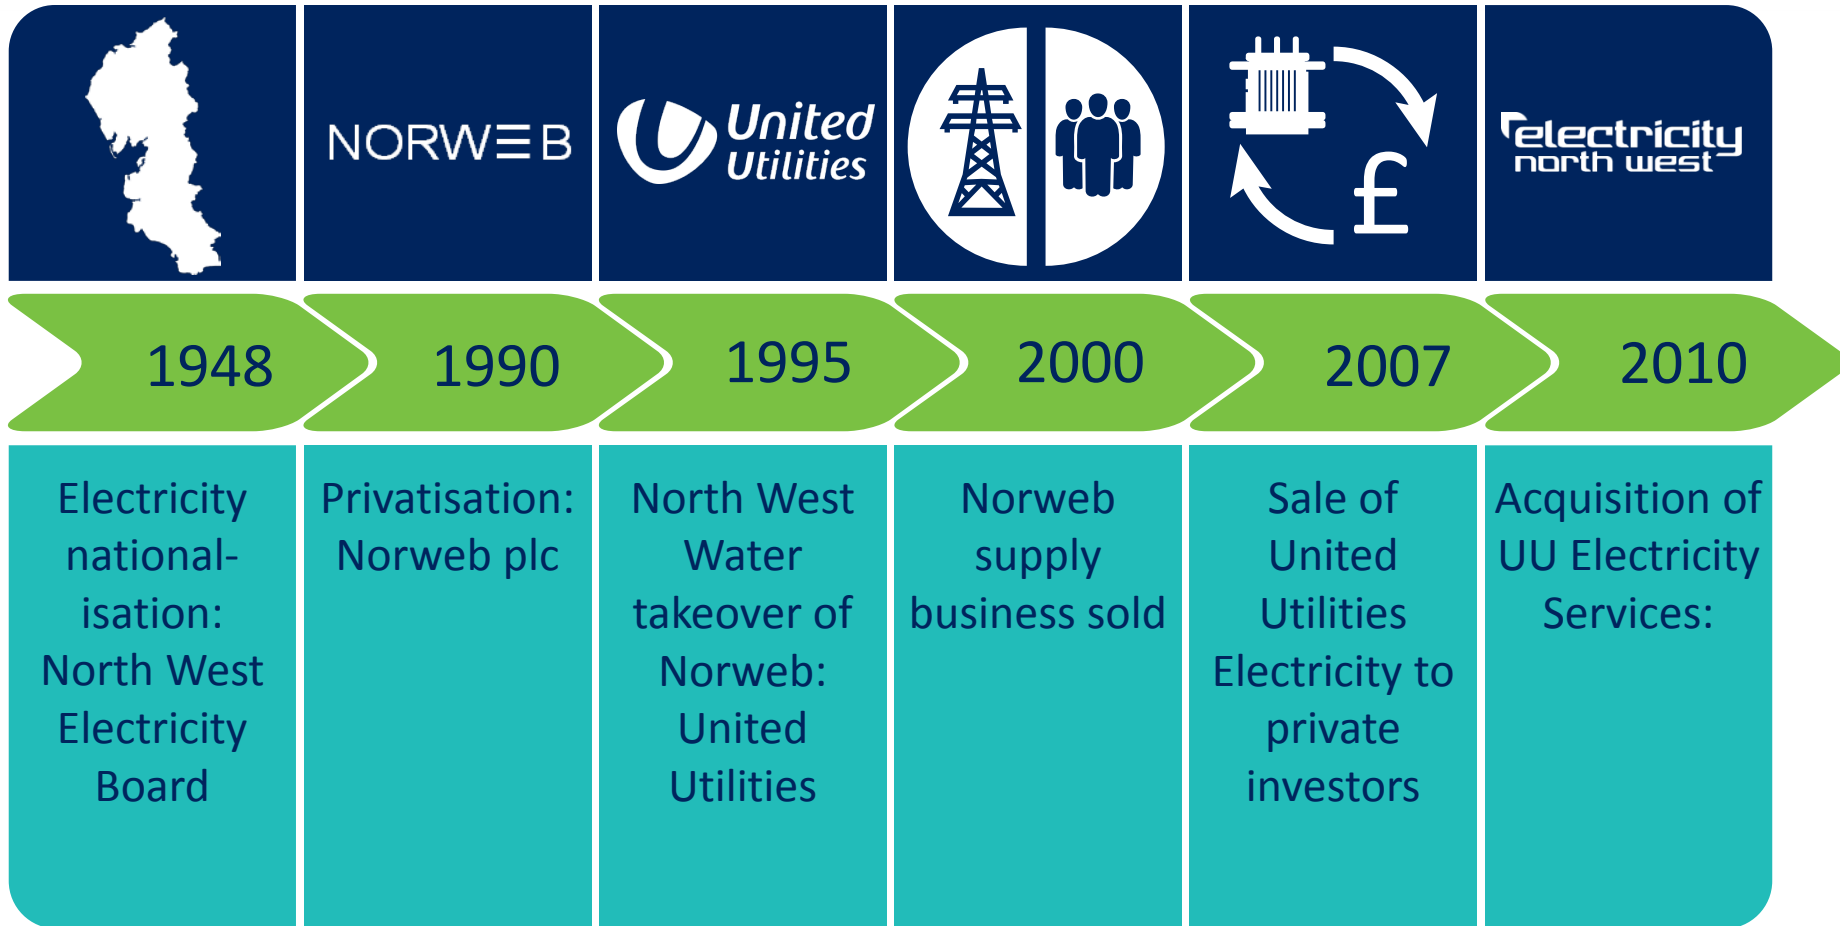 NORWEB
United
Utilities
electricity
north west
£
1948
1990
1995
2000
2007
2010
Electricity
national-
isation:
North West
Electricity
Board
Privatisation:
Norweb plc
North West
Water
takeover of
Norweb:
United
Utilities
Norweb
supply
business sold
Sale of
United
Utilities
Electricity to
private
investors
Acquisition of
UU Electricity
Services: